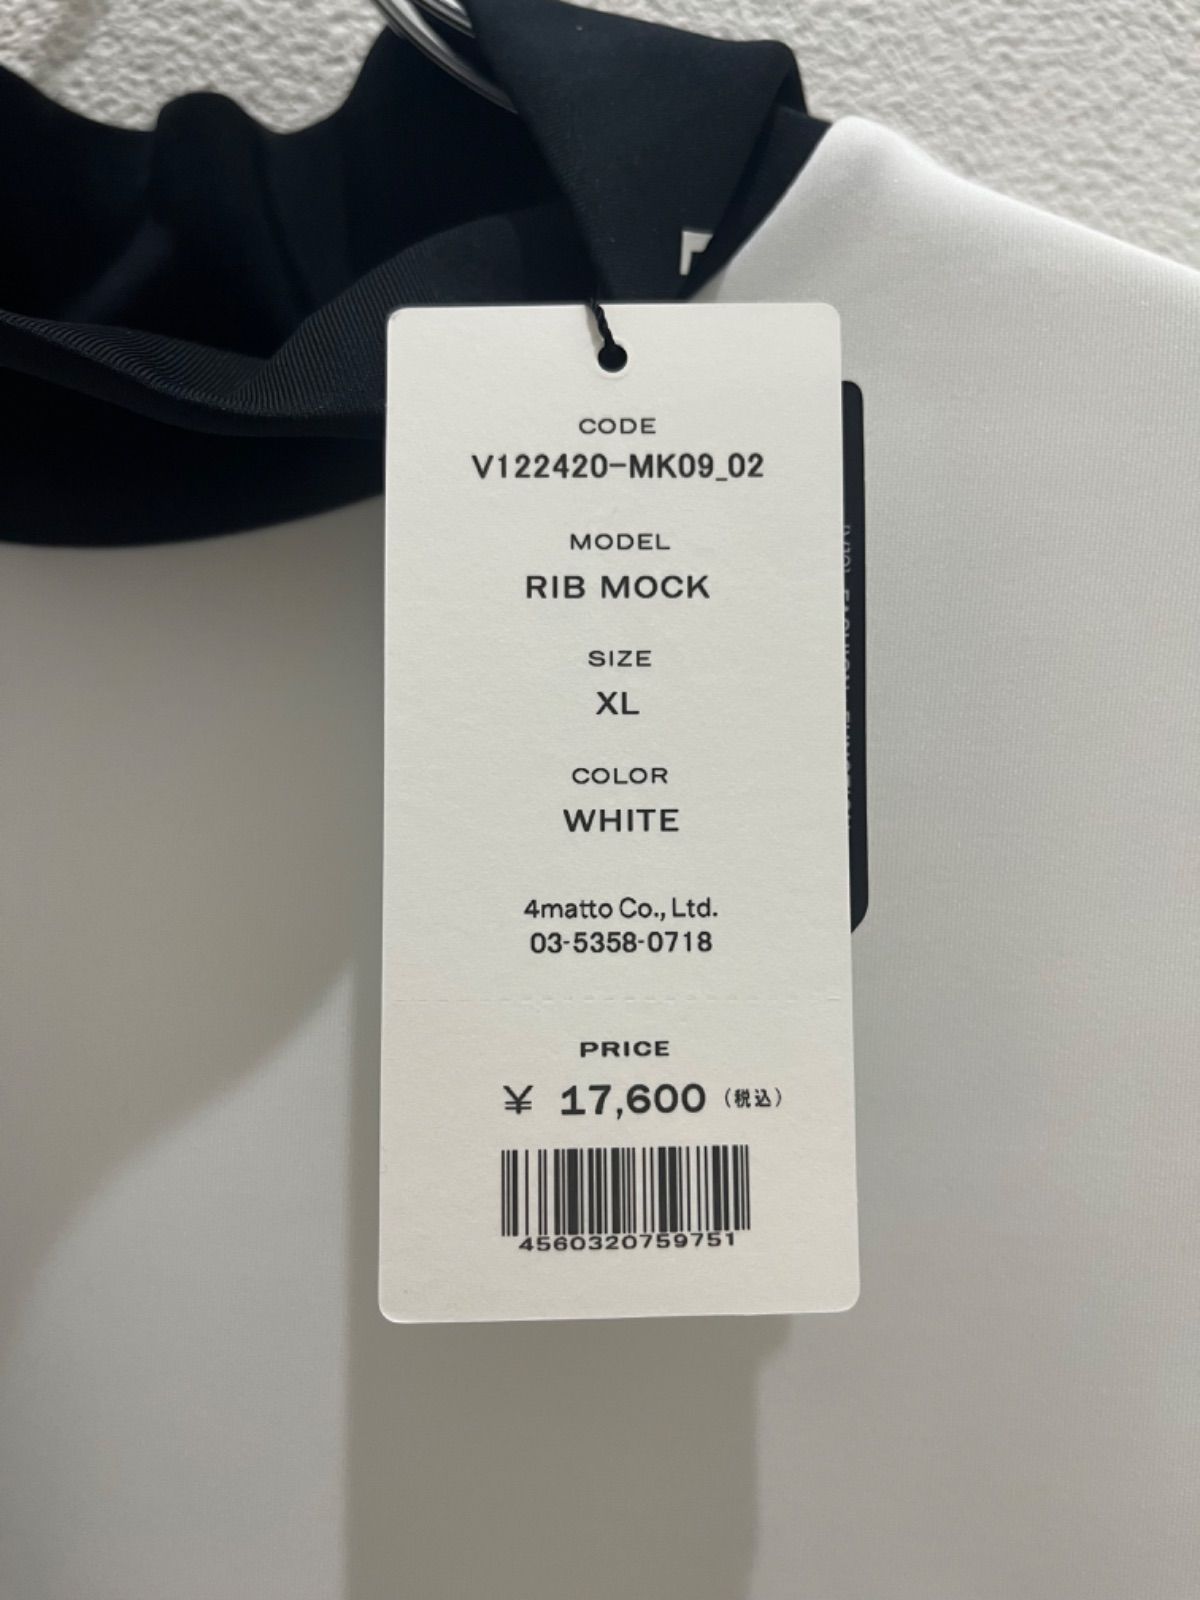 CODE
V122420-MK09_02
MODEL
RIB MOCK
SIZE
XL
COLOR
WHITE
4matto Co., Ltd.
03-5358-0718
PRICE
¥ 17,600 (税込)
4560320759751